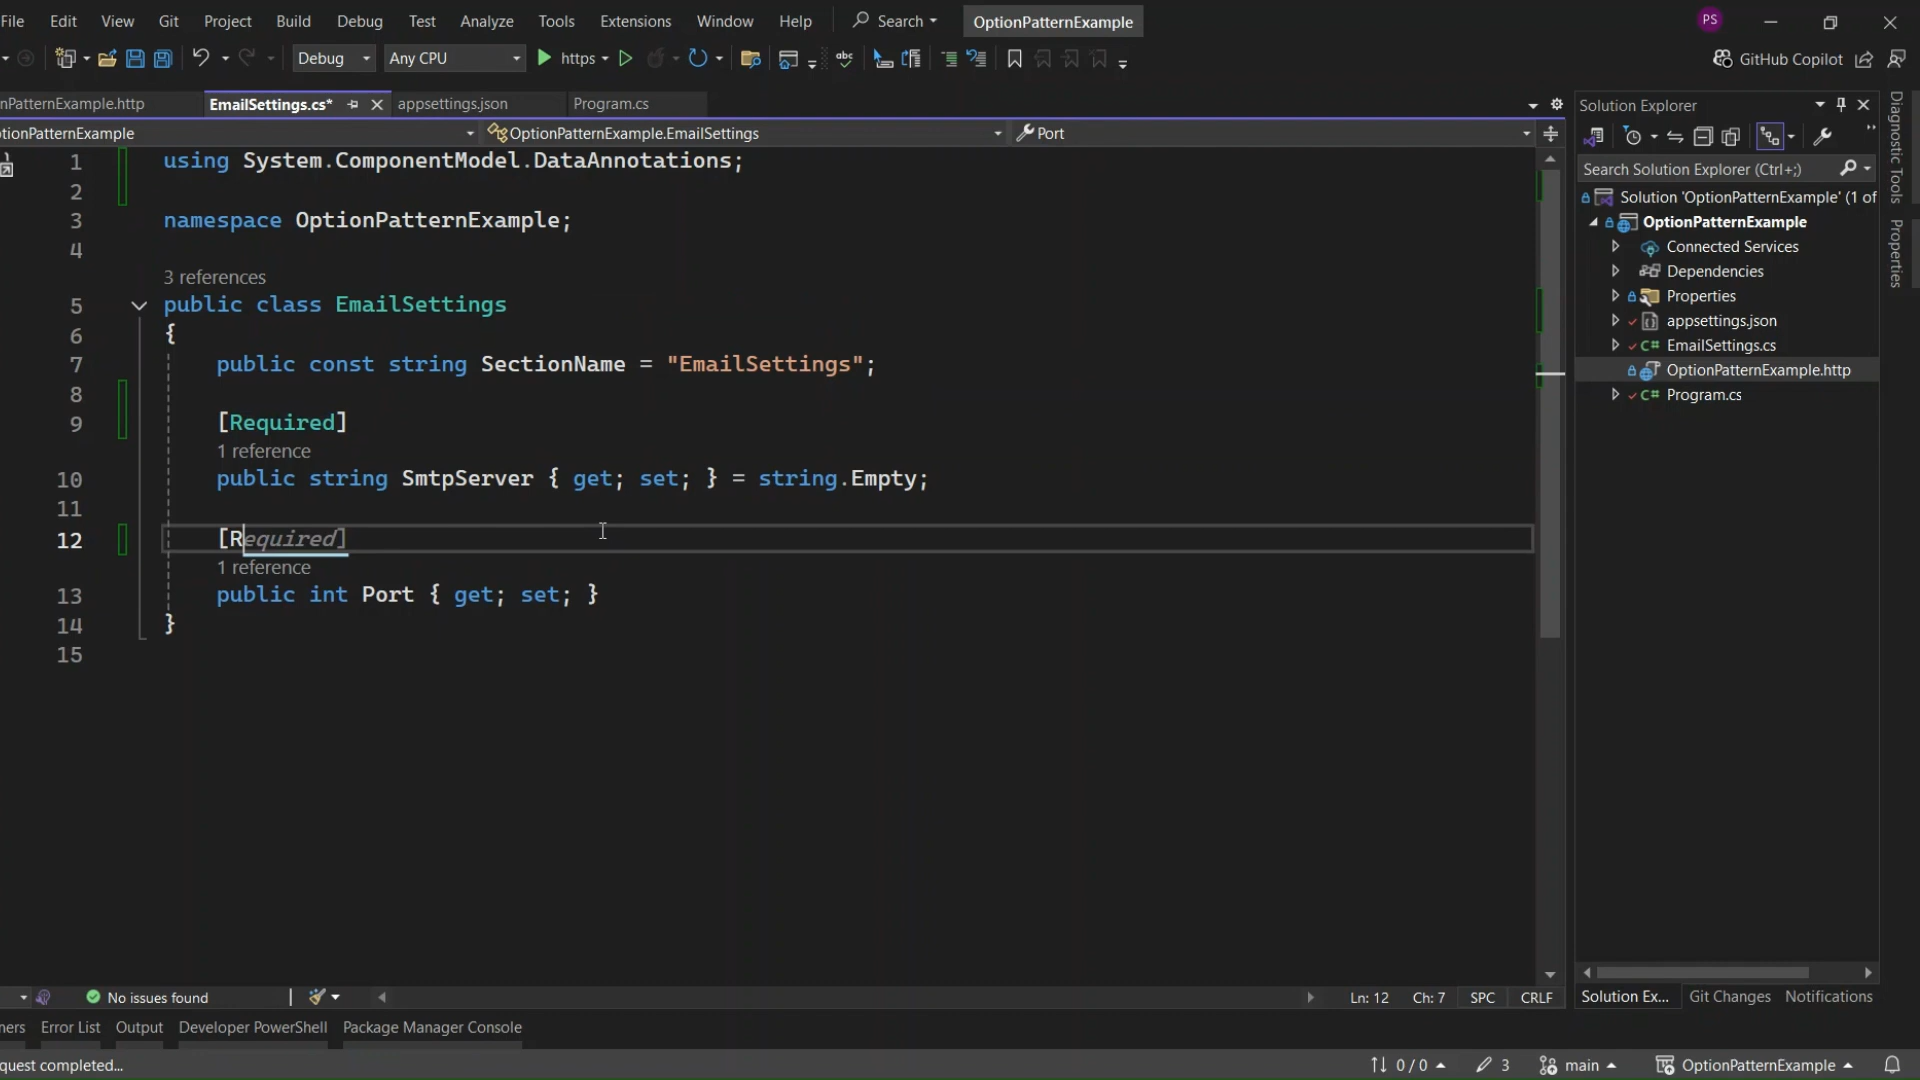 File Edit View Git Project Build Debug Test Analyze Tools Extensions Window Help Search OptionPatternExample PS
Debug Any CPU https abc GitHub Copilot
nPatternExample.http EmailSettings.cs* appsettings.json Program.cs
otionPatternExample OptionPatternExample.EmailSettings Port
1 using System.ComponentModel.DataAnnotations;
2
3 namespace OptionPatternExample;
4
3 references
5 public class EmailSettings
6 {
7 public const string SectionName = "EmailSettings";
8
9 [Required]
1 reference
10 public string SmtpServer { get; set; } = string.Empty;
11
12 [Required]
1 reference
13 public int Port { get; set; }
14 }
15
Solution Explorer
Search Solution Explorer (Ctrl+;)
Solution 'OptionPatternExample' (1 of
OptionPatternExample
Connected Services
Dependencies
Properties
appsettings.json
C# EmailSettings.cs
OptionPatternExample.http
C# Program.cs
Diagnostic Tools
Properties
No issues found Ln: 12 Ch: 7 SPC CRLF
Solution Ex... Git Changes Notifications
ners Error List Output Developer PowerShell Package Manager Console
quest completed... 0 / 0 3 main OptionPatternExample